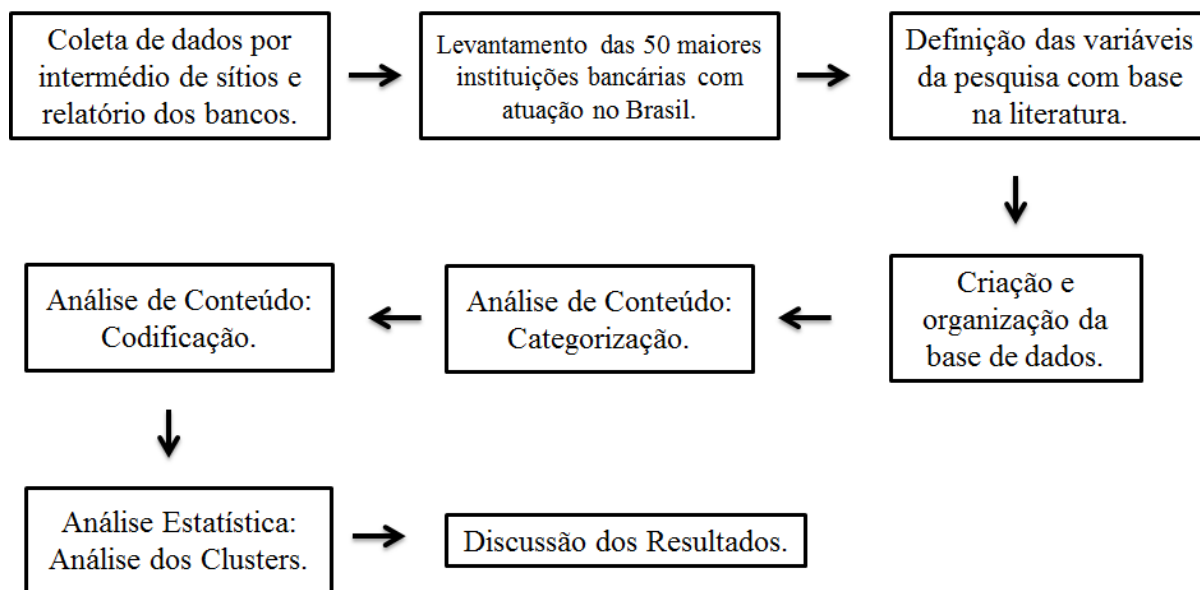 Coleta de dados por
intermédio de sítios e
relatório dos bancos.
Levantamento das 50 maiores
instituições bancárias com
atuação no Brasil.
Definição das variáveis
da pesquisa com base
na literatura.
Criação e
organização da
base de dados.
Análise de Conteúdo:
Categorização.
Análise de Conteúdo:
Codificação.
Análise Estatística:
Análise dos Clusters.
Discussão dos Resultados.